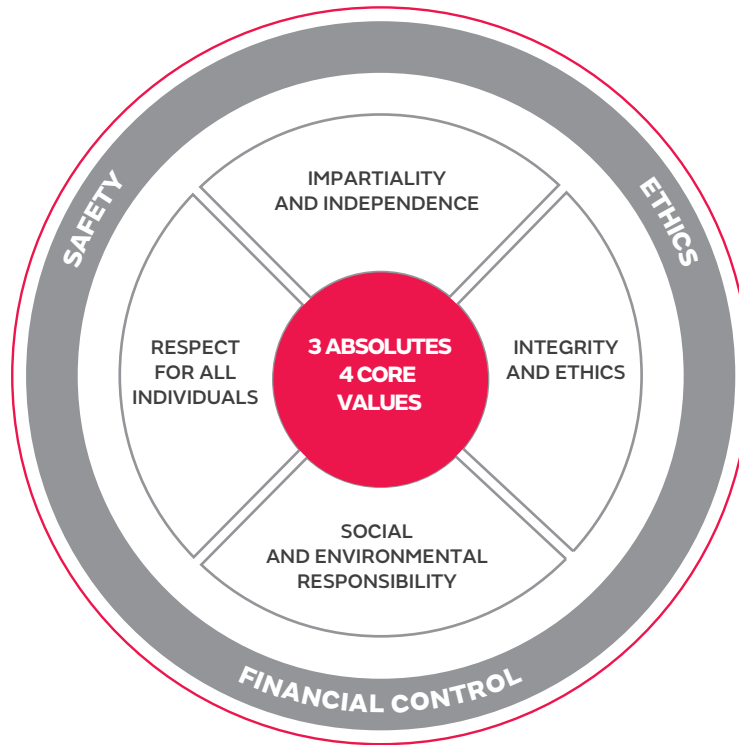 SAFETY
ETHICS
IMPARTIALITY
AND INDEPENDENCE
RESPECT
FOR ALL
INDIVIDUALS
3 ABSOLUTES
4 CORE
VALUES
INTEGRITY
AND ETHICS
SOCIAL
AND ENVIRONMENTAL
RESPONSIBILITY
FINANCIAL CONTROL